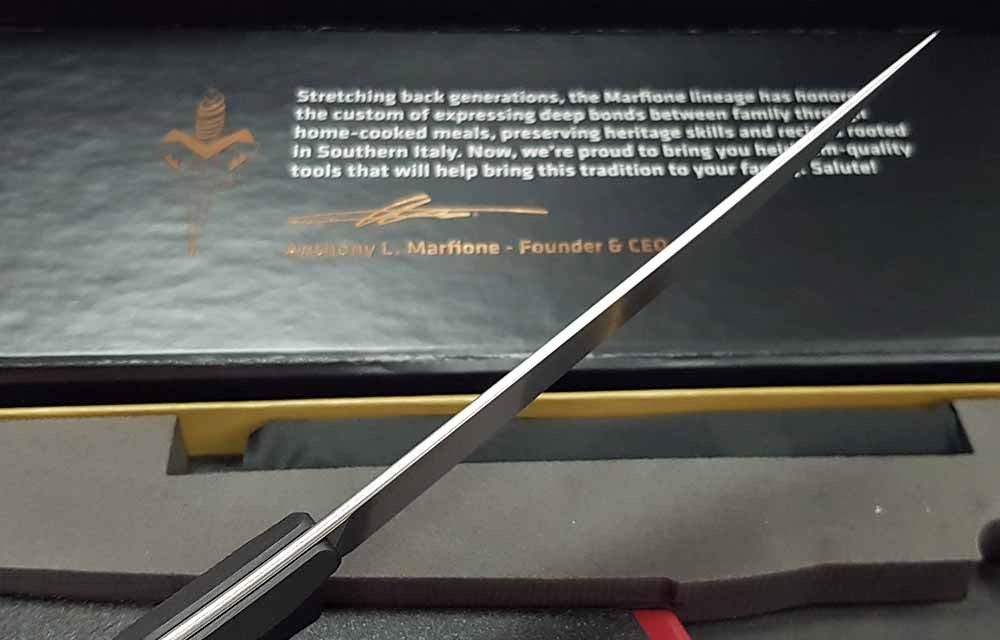 Stretching back generations, the Marfione lineage has
the custom of expressing deep bonds between family
home-cooked meals, preserving heritage skills and rooted
in Southern Italy. Now, we're proud to bring you
tools that will help bring this tradition to your Salute!
Anthony L. Marfione - Founder & CEO